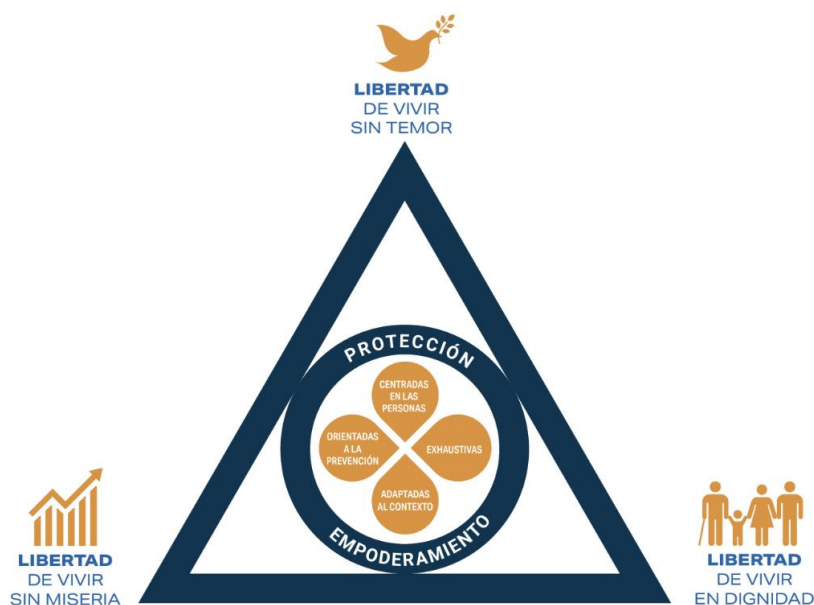 LIBERTAD
DE VIVIR
SIN TEMOR
PROTECCIÓN
CENTRADAS
EN LAS
PERSONAS
ORIENTADAS
A LA
PREVENCIÓN
EXHAUSTIVAS
ADAPTADAS
AL CONTEXTO
EMPODERAMIENTO
LIBERTAD
DE VIVIR
SIN MISERIA
LIBERTAD
DE VIVIR
EN DIGNIDAD